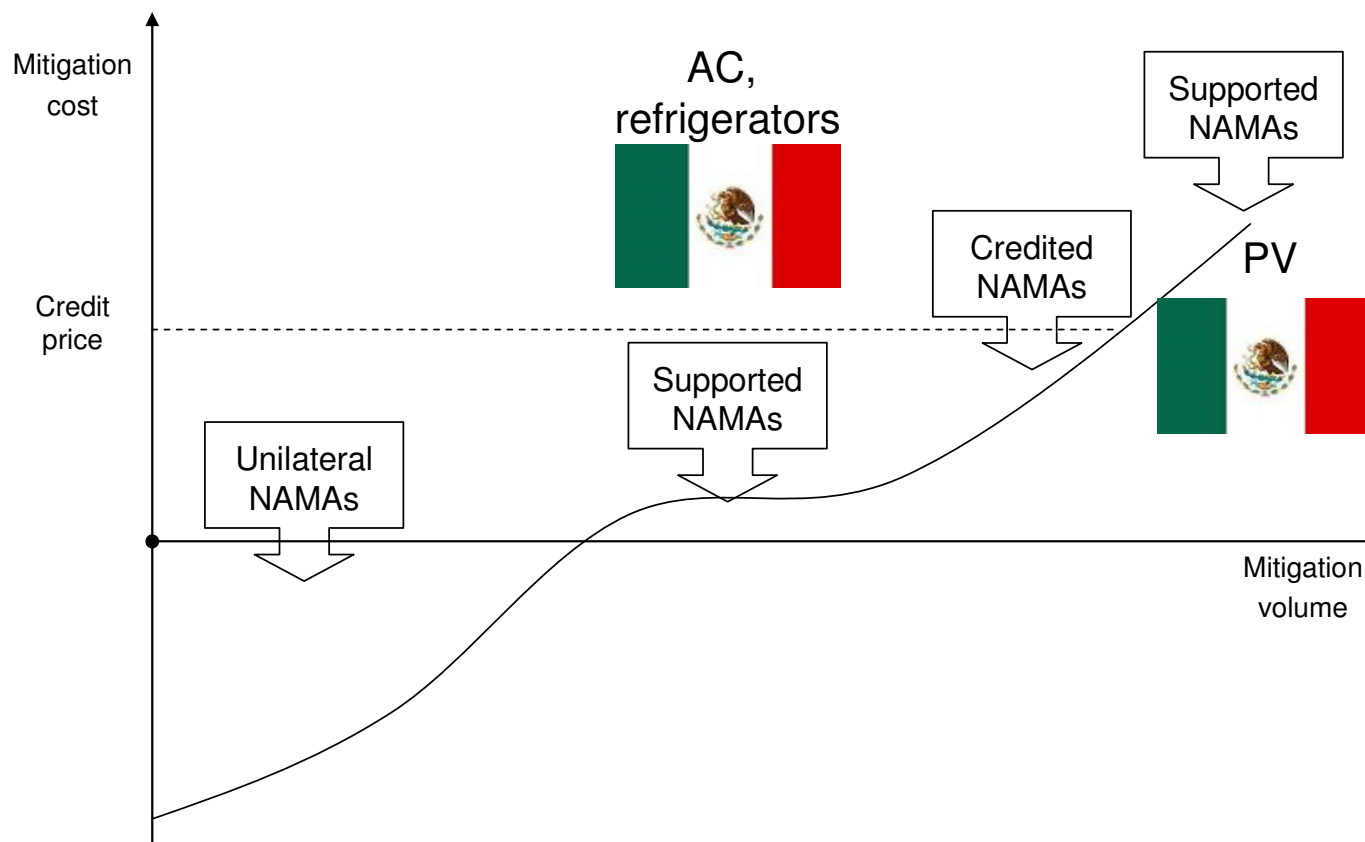 Mitigation
cost
AC,
refrigerators
Supported
NAMAs
Credited
NAMAs
PV
Credit
price
Supported
NAMAs
Unilateral
NAMAs
Mitigation
volume